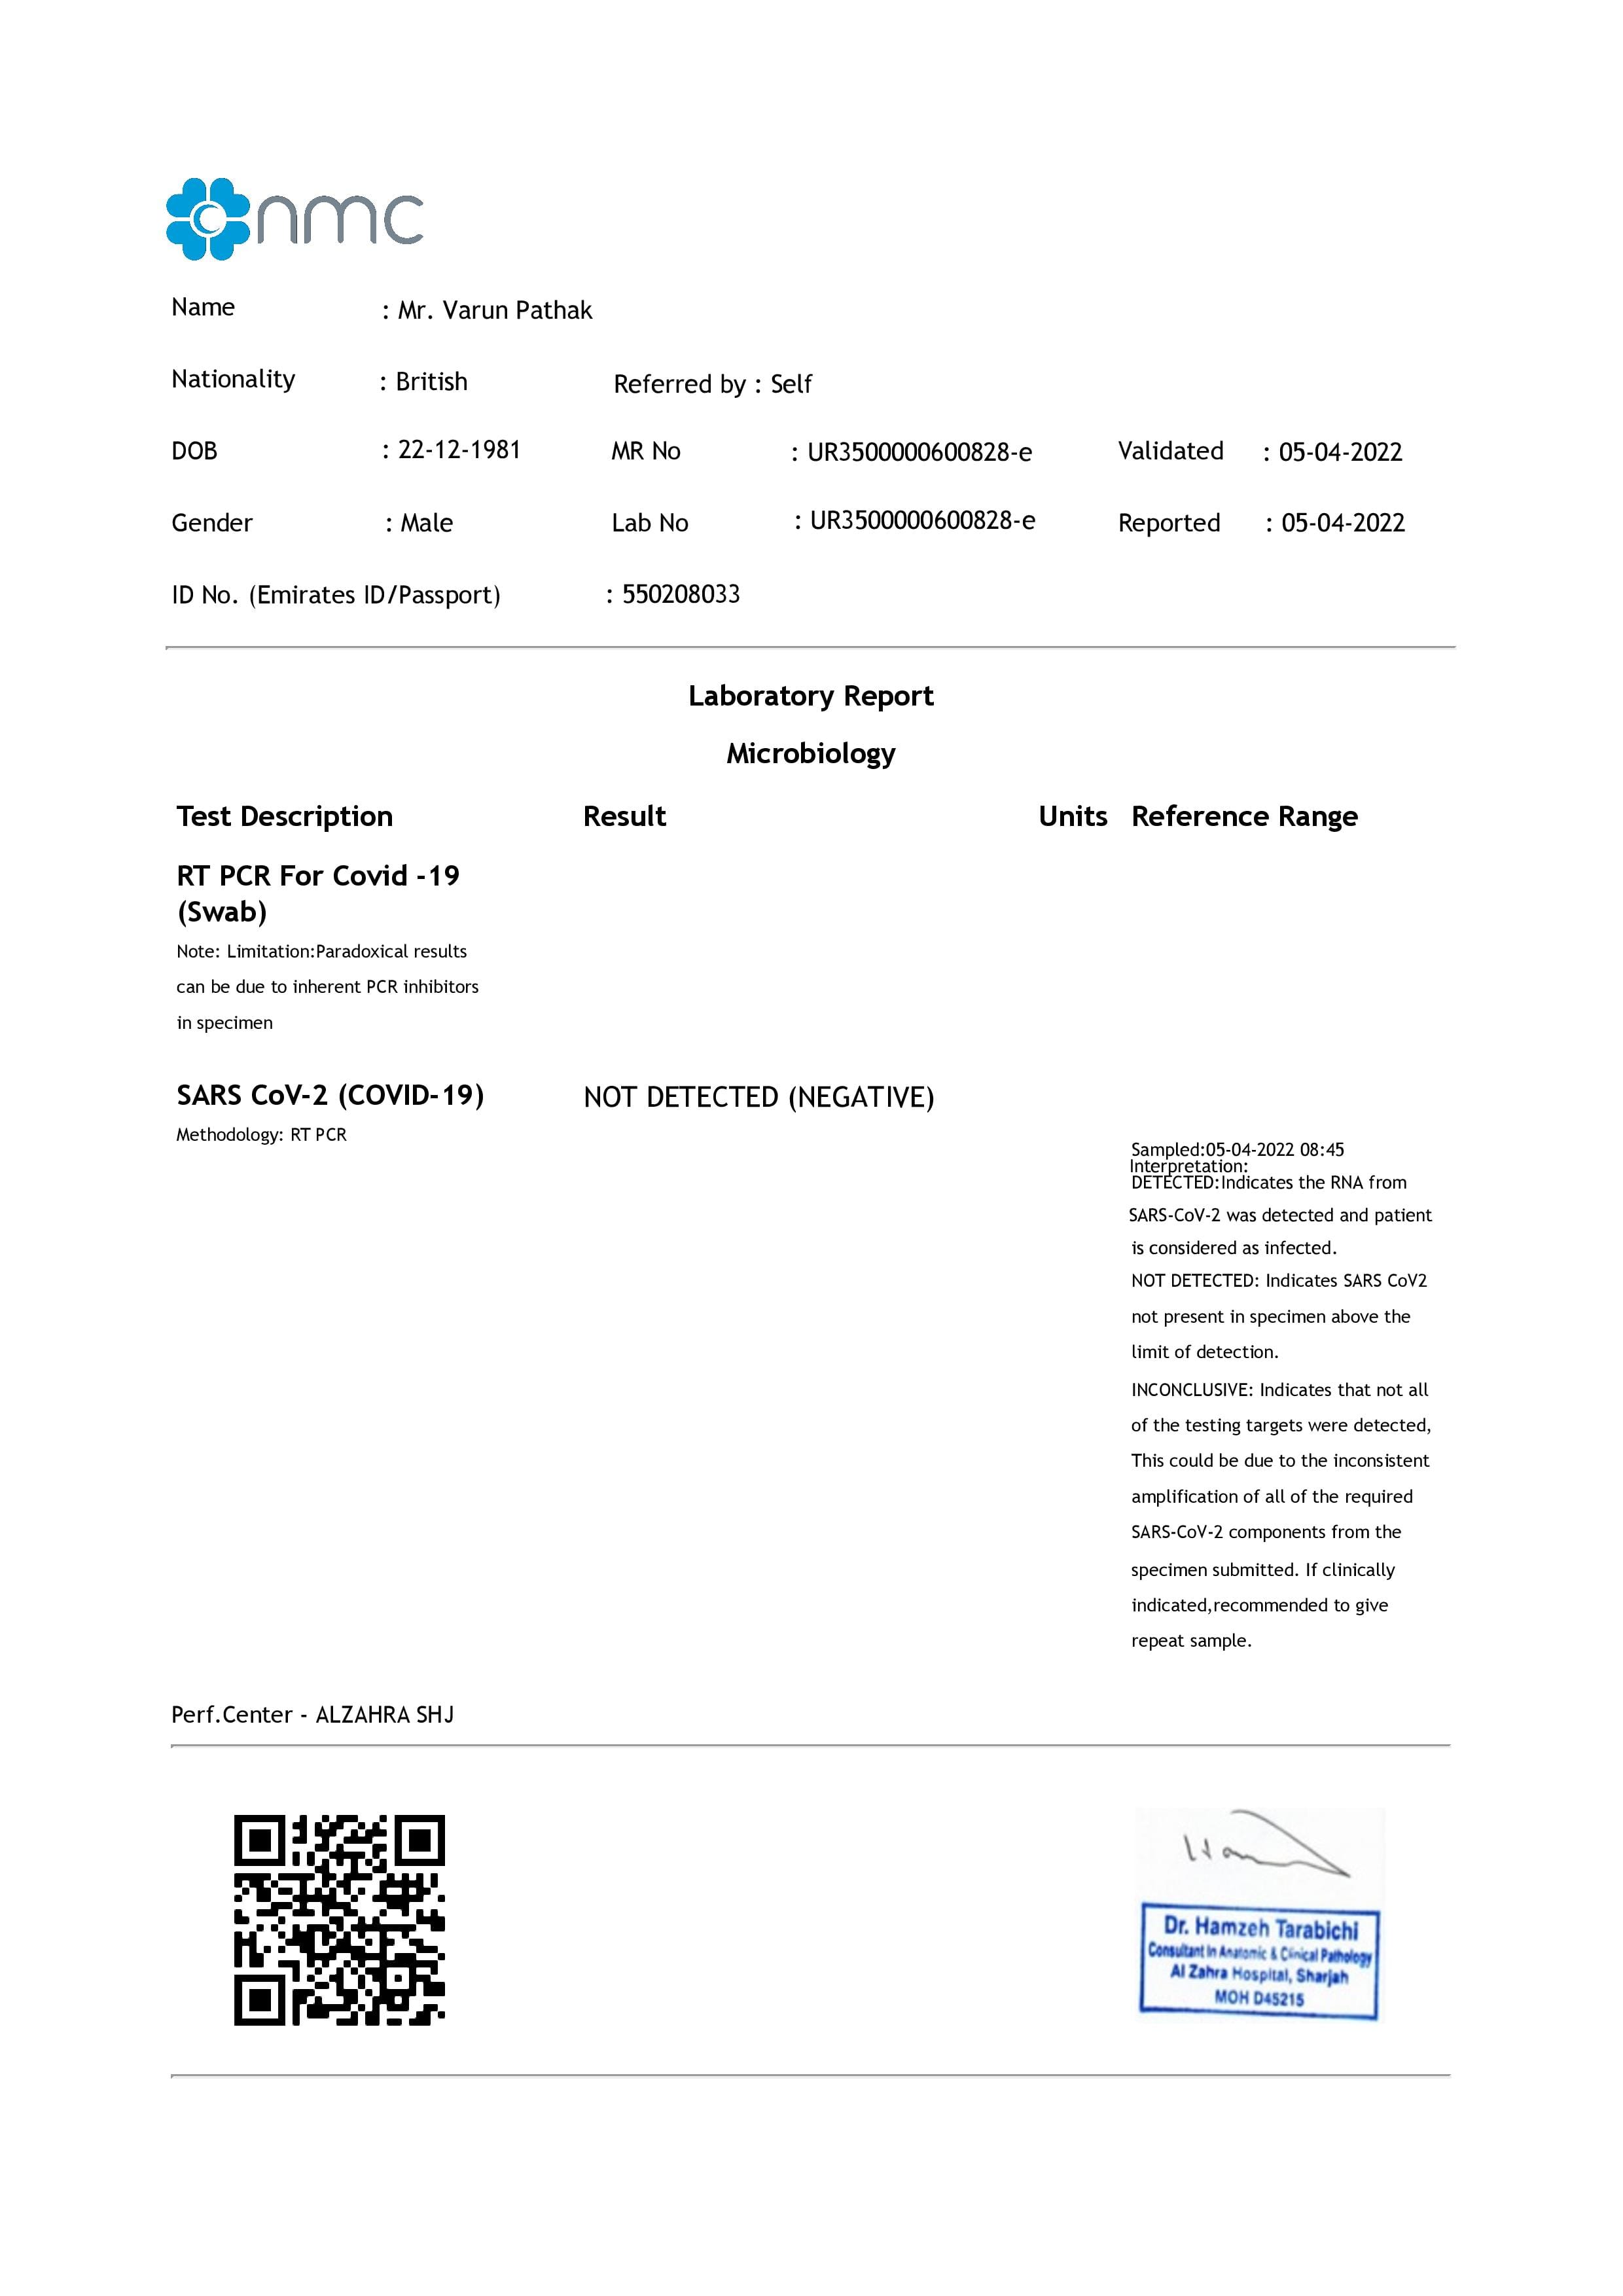 nmc
Name : Mr. Varun Pathak
Nationality : British Referred by : Self
DOB : 22-12-1981 MR No : UR3500000600828-e Validated : 05-04-2022
Gender : Male Lab No : UR3500000600828-e Reported : 05-04-2022
ID No. (Emirates ID/Passport) : 550208033
Laboratory Report
Microbiology
Test Description Result Units Reference Range
RT PCR For Covid -19
(Swab)
Note: Limitation:Paradoxical results
can be due to inherent PCR inhibitors
in specimen
SARS CoV-2 (COVID-19) NOT DETECTED (NEGATIVE)
Methodology: RT PCR
Sampled:05-04-2022 08:45
Interpretation:
DETECTED:Indicates the RNA from
SARS-CoV-2 was detected and patient
is considered as infected.
NOT DETECTED: Indicates SARS CoV2
not present in specimen above the
limit of detection.
INCONCLUSIVE: Indicates that not all
of the testing targets were detected,
This could be due to the inconsistent
amplification of all of the required
SARS-CoV-2 components from the
specimen submitted. If clinically
indicated,recommended to give
repeat sample.
Perf.Center - ALZAHRA SHJ
Dr. Hamzeh Tarabichi
Consultant In Anatomic & Clinical Pathology
Al Zahra Hospital, Sharjah
MOH D45215